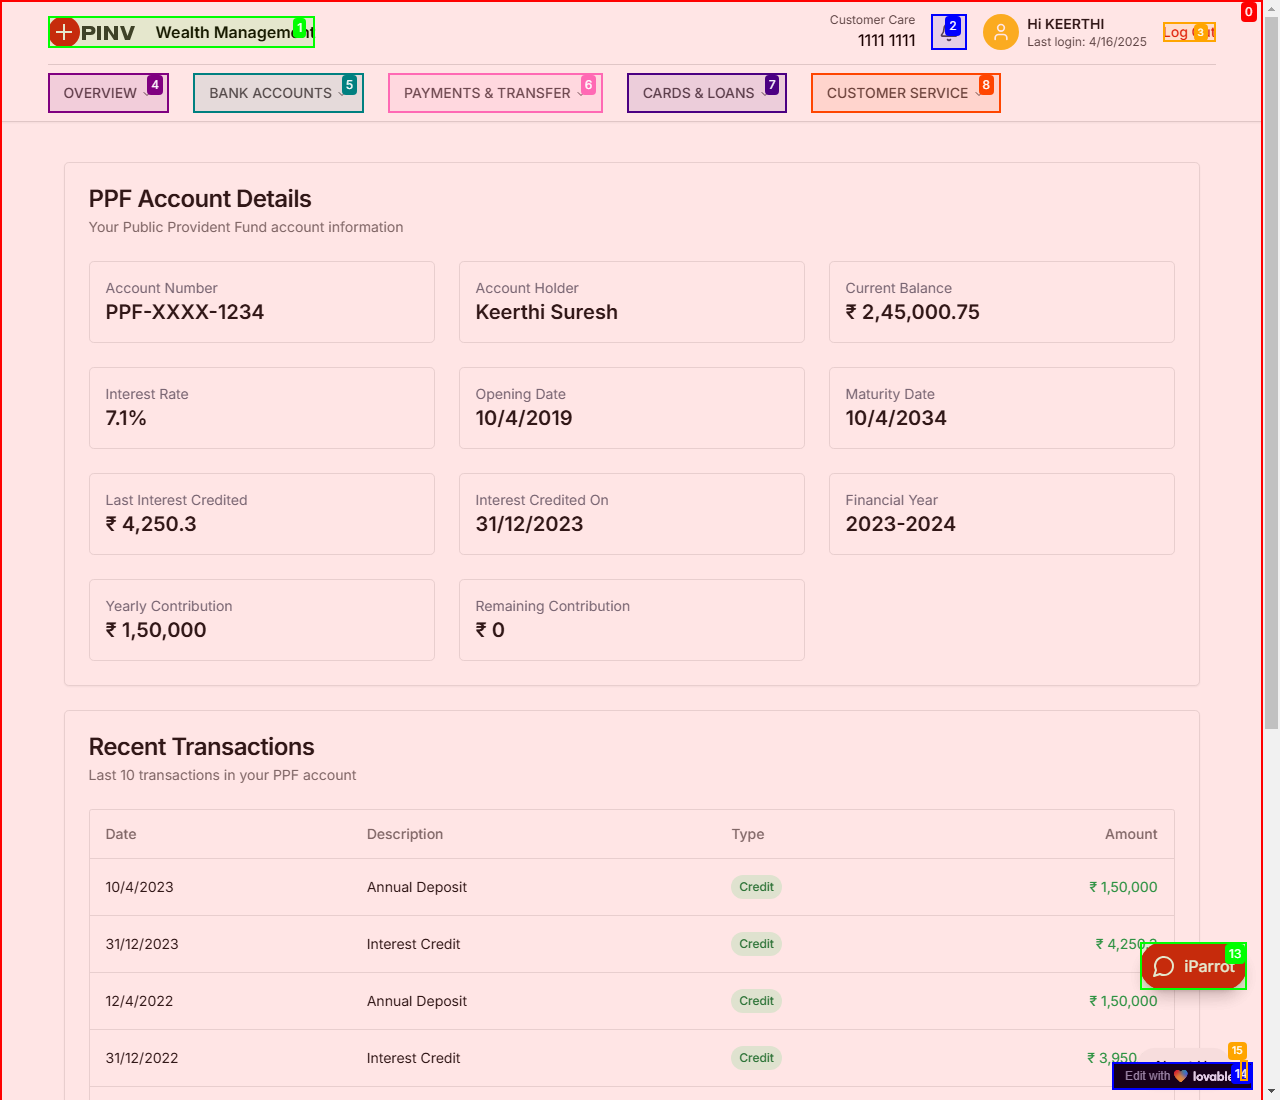 PINV Wealth Management
1
Customer Care
1111 1111
2
Hi KEERTHI
Last login: 4/16/2025
Log Out
3
0
OVERVIEW
4
BANK ACCOUNTS
5
PAYMENTS & TRANSFER
6
CARDS & LOANS
7
CUSTOMER SERVICE
8
PPF Account Details
Your Public Provident Fund account information
Account Number
PPF-XXXX-1234
Account Holder
Keerthi Suresh
Current Balance
₹ 2,45,000.75
Interest Rate
7.1%
Opening Date
10/4/2019
Maturity Date
10/4/2034
Last Interest Credited
₹ 4,250.3
Interest Credited On
31/12/2023
Financial Year
2023-2024
Yearly Contribution
₹ 1,50,000
Remaining Contribution
₹ 0
Recent Transactions
Last 10 transactions in your PPF account
Date Description Type Amount
10/4/2023 Annual Deposit Credit ₹ 1,50,000
31/12/2023 Interest Credit Credit ₹ 4,250.3
12/4/2022 Annual Deposit Credit ₹ 1,50,000
31/12/2022 Interest Credit Credit ₹ 3,950
13
iParrot
15
Edit with lovable
14